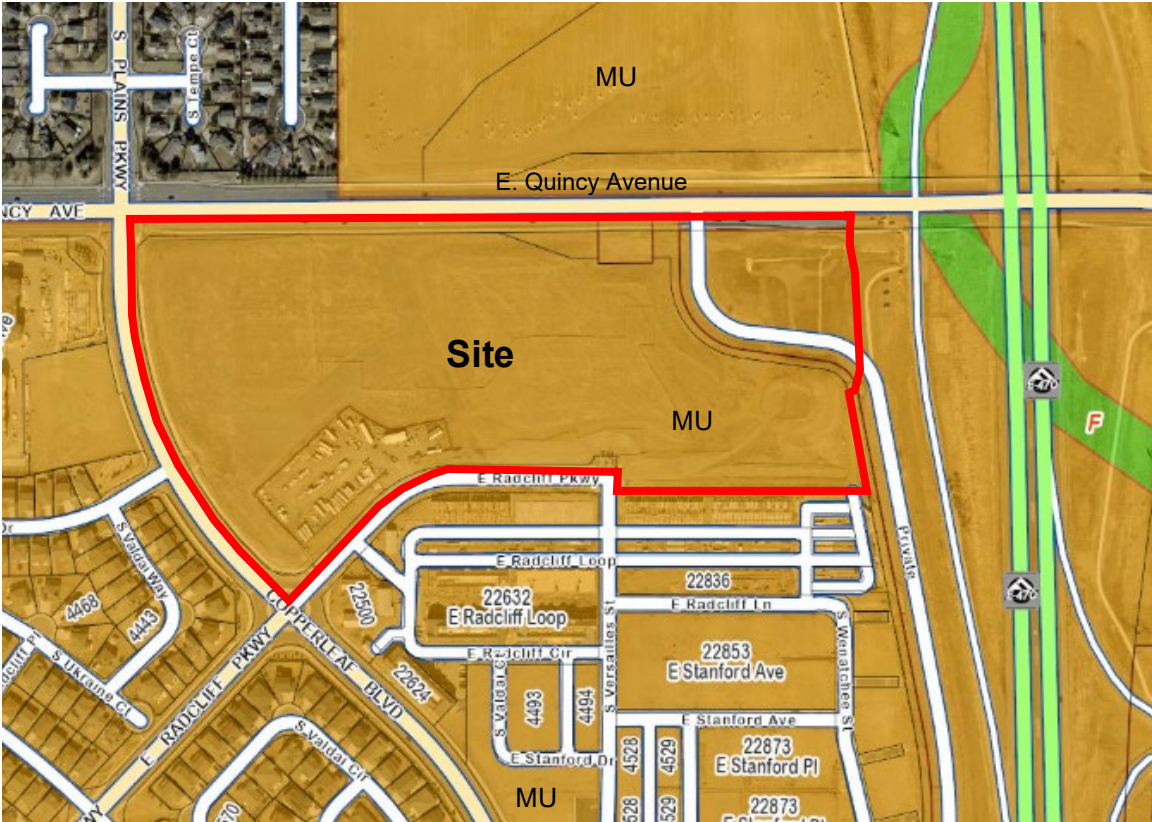 S PLAINS PKWY
S Tempe Ct
MU
E. Quincy Avenue
NCY AVE
Site
MU
F
E Radcliff Pkwy
S Valdai Way
4468
4443
S Ukraine Ct
E RADCLIFF PKWY
COPPERLEAF BLVD
22500
22624
E Radcliff Loop
22632
E Radcliff Loop
22836
E Radcliff Ln
E Radcliff Cir
S Versailles St
S Wenatchee St
Private
22853
E Stanford Ave
4493
4494
E Stanford Ave
E Stanford Dr
4528
4529
22873
E Stanford Pl
22873
S Valdai Cir
MU
E470
E470